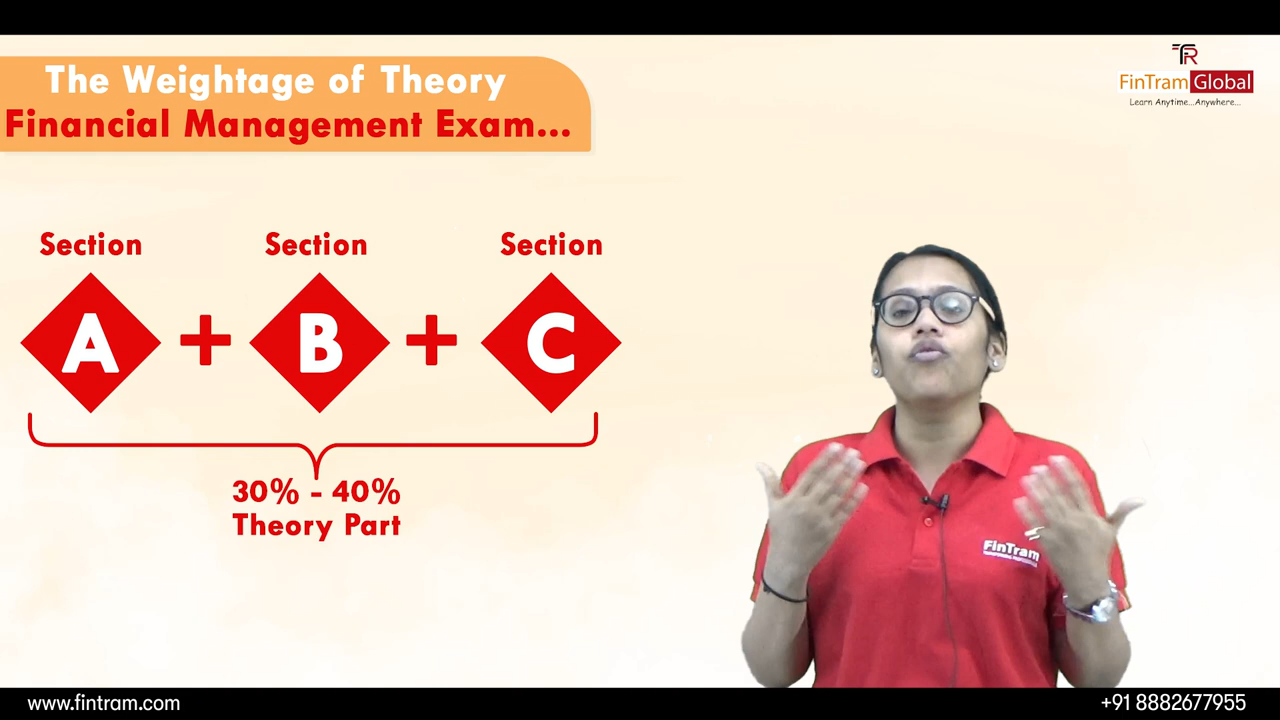 The Weightage of Theory
Financial Management Exam...
FinTram Global
Learn Anytime...Anywhere...
Section Section Section
A + B + C
30% - 40%
Theory Part
FinTram
www.fintram.com
+91 8882677955